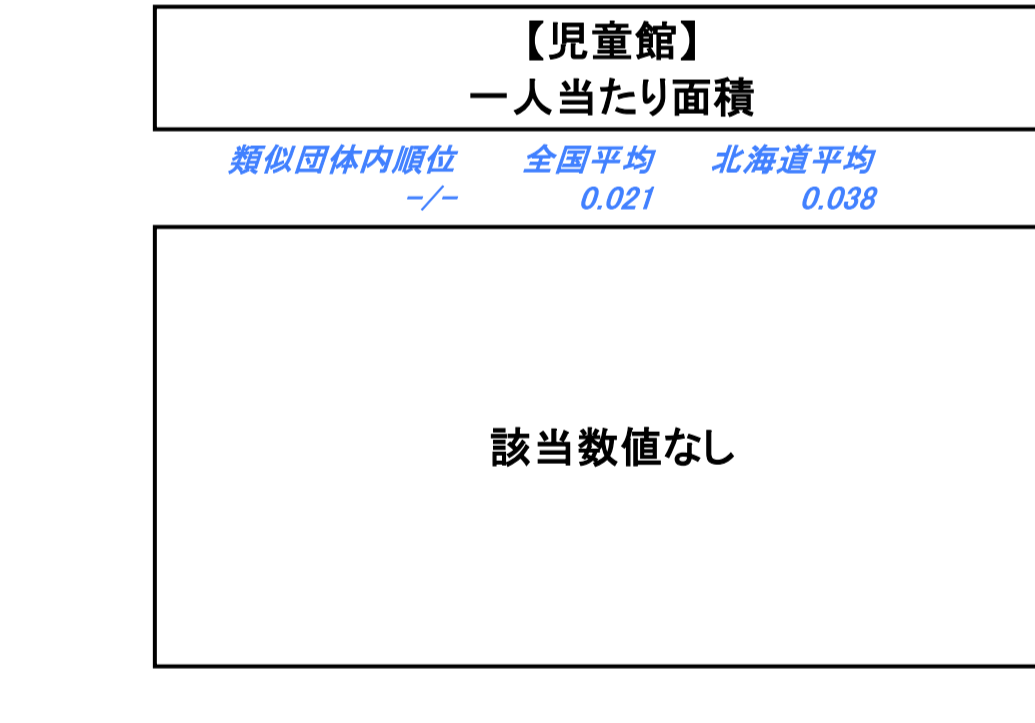 【児童館】
一人当たり面積
類似団体内順位 全国平均 北海道平均
-/- 0.021 0.038
該当数値なし